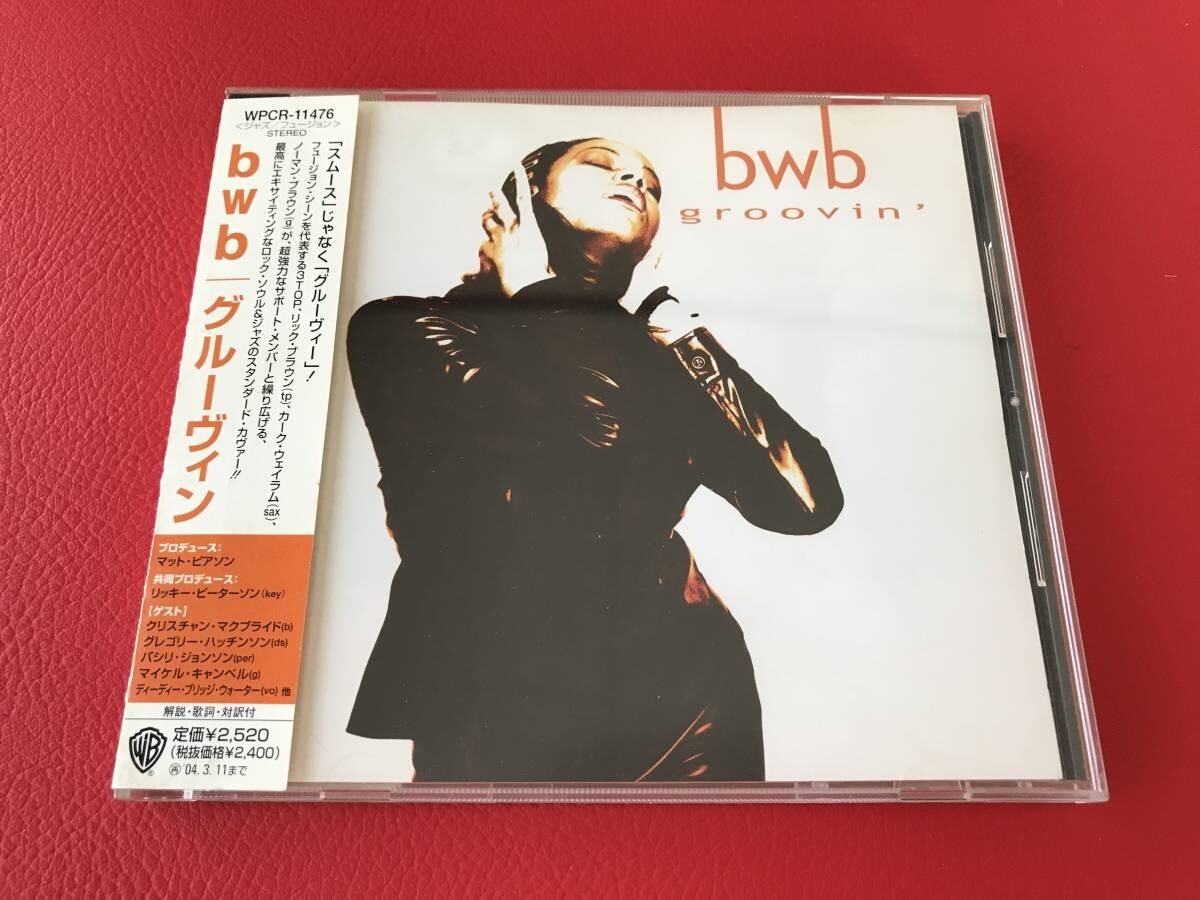 WPCR-11476
<ジャズ/フュージョン>
STEREO
bwb│グルーヴィン
「スムース」じゃなく「グルーヴィー」!
フュージョン・シーンを代表する3TOP、リック・ブラウン(tp)、カーク・ウェイラム(sax)、
ノーマン・ブラウン(g)が、超強力なサポート・メンバーと繰り広げる、
最高にエキサイティングなロック・ソウル&ジャズのスタンダード・カヴァー!!
プロデュース:
マット・ピアソン
共同プロデュース:
リッキー・ピーターソン(key)
【ゲスト】
クリスチャン・マクブライド(b)
グレゴリー・ハッチンソン(ds)
バシリ・ジョンソン(per)
マイケル・キャンベル(g)
ディーディー・ブリッジ・ウォーター(vo) 他
解説・歌詞・対訳付
WB
定価¥2,520
(税抜価格¥2,400)
㊢'04.3.11まで
bwb
groovin'